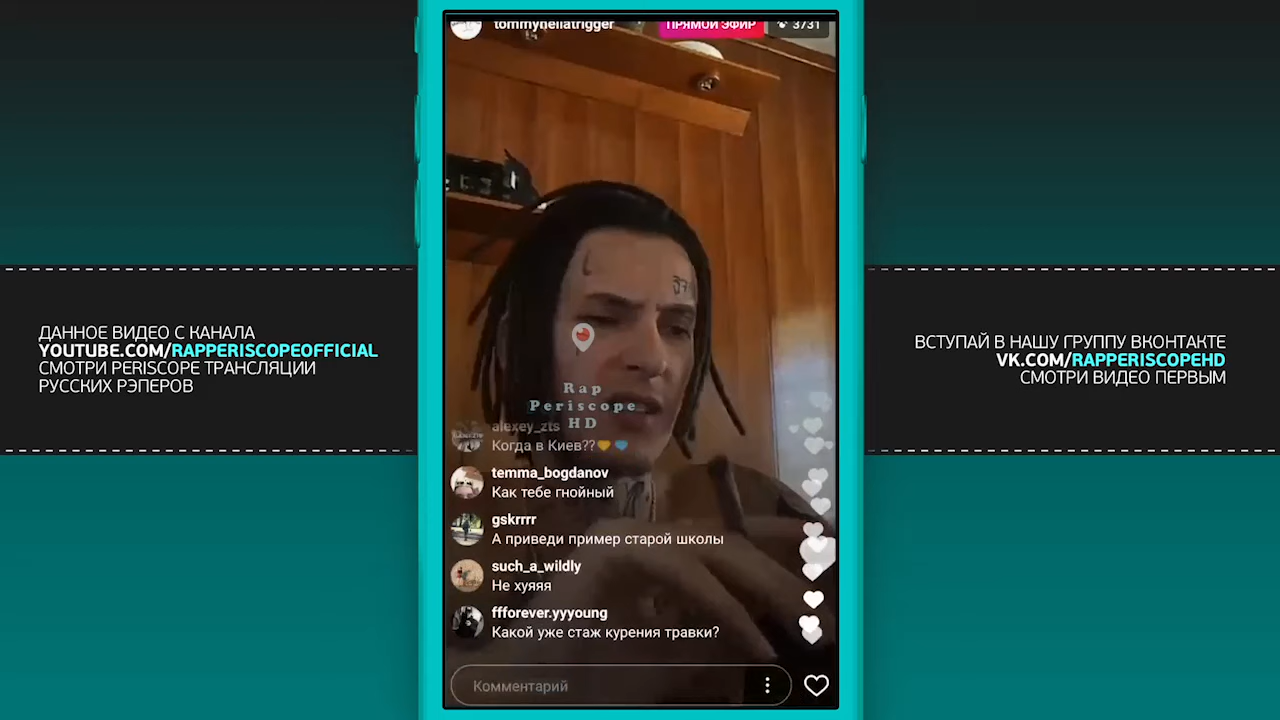 tommyhellatrigger
ПРЯМОЙ ЭФИР
3731
ДАННОЕ ВИДЕО С КАНАЛА
YOUTUBE.COM/RAPPERISCOPEOFFICIAL
СМОТРИ PERISCOPE ТРАНСЛЯЦИИ
РУССКИХ РЭПЕРОВ
ВСТУПАЙ В НАШУ ГРУППУ ВКОНТАКТЕ
VK.COM/RAPPERISCOPEHD
СМОТРИ ВИДЕО ПЕРВЫМ
Rap
Periscope
HD
alexey_zts
Когда в Киев??💛💙
temma_bogdanov
Как тебе гнойный
gskrrrr
А приведи пример старой школы
such_a_wildly
Не хуяяя
ffforever.yyyoung
Какой уже стаж курения травки?
Комментарий